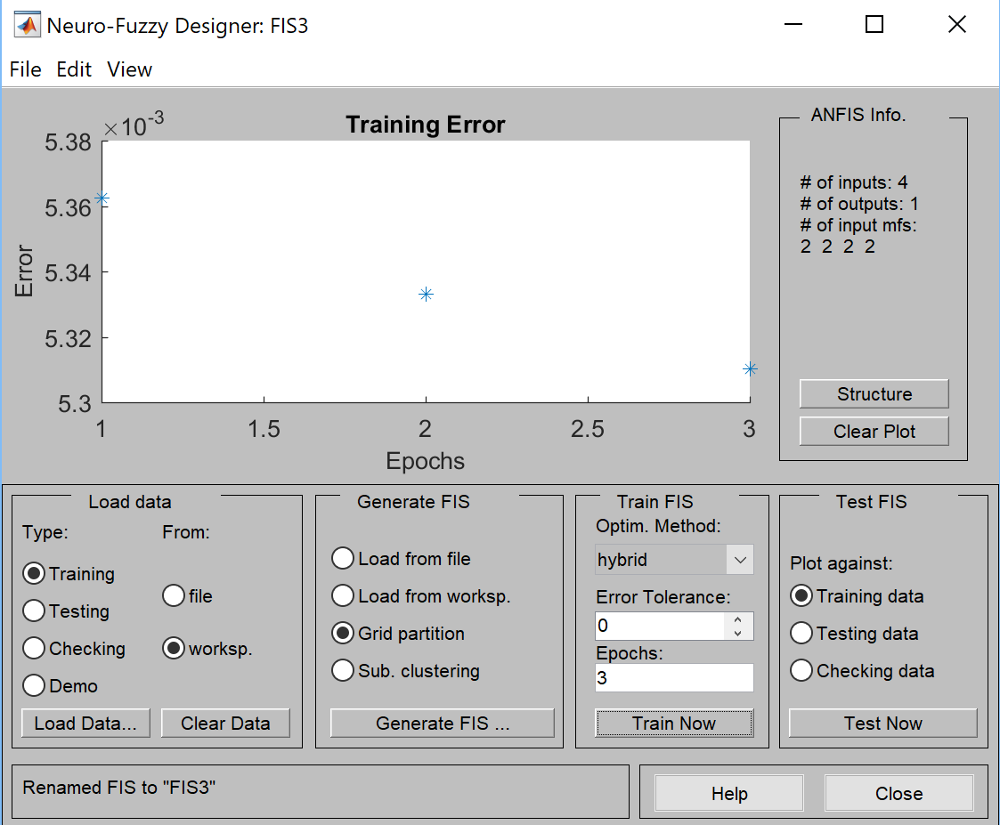 Neuro-Fuzzy Designer: FIS3
File Edit View
×10-3
Training Error
5.38
5.36
5.34
5.32
5.3
Error
1 1.5 2 2.5 3
Epochs
ANFIS Info.
# of inputs: 4
# of outputs: 1
# of input mfs:
2 2 2 2
Structure
Clear Plot
Load data
Type: From:
Training
Testing
Checking
Demo
file
worksp.
Load Data... Clear Data
Generate FIS
Load from file
Load from worksp.
Grid partition
Sub. clustering
Generate FIS ...
Train FIS
Optim. Method:
hybrid
Error Tolerance:
0
Epochs:
3
Train Now
Test FIS
Plot against:
Training data
Testing data
Checking data
Test Now
Renamed FIS to "FIS3"
Help Close